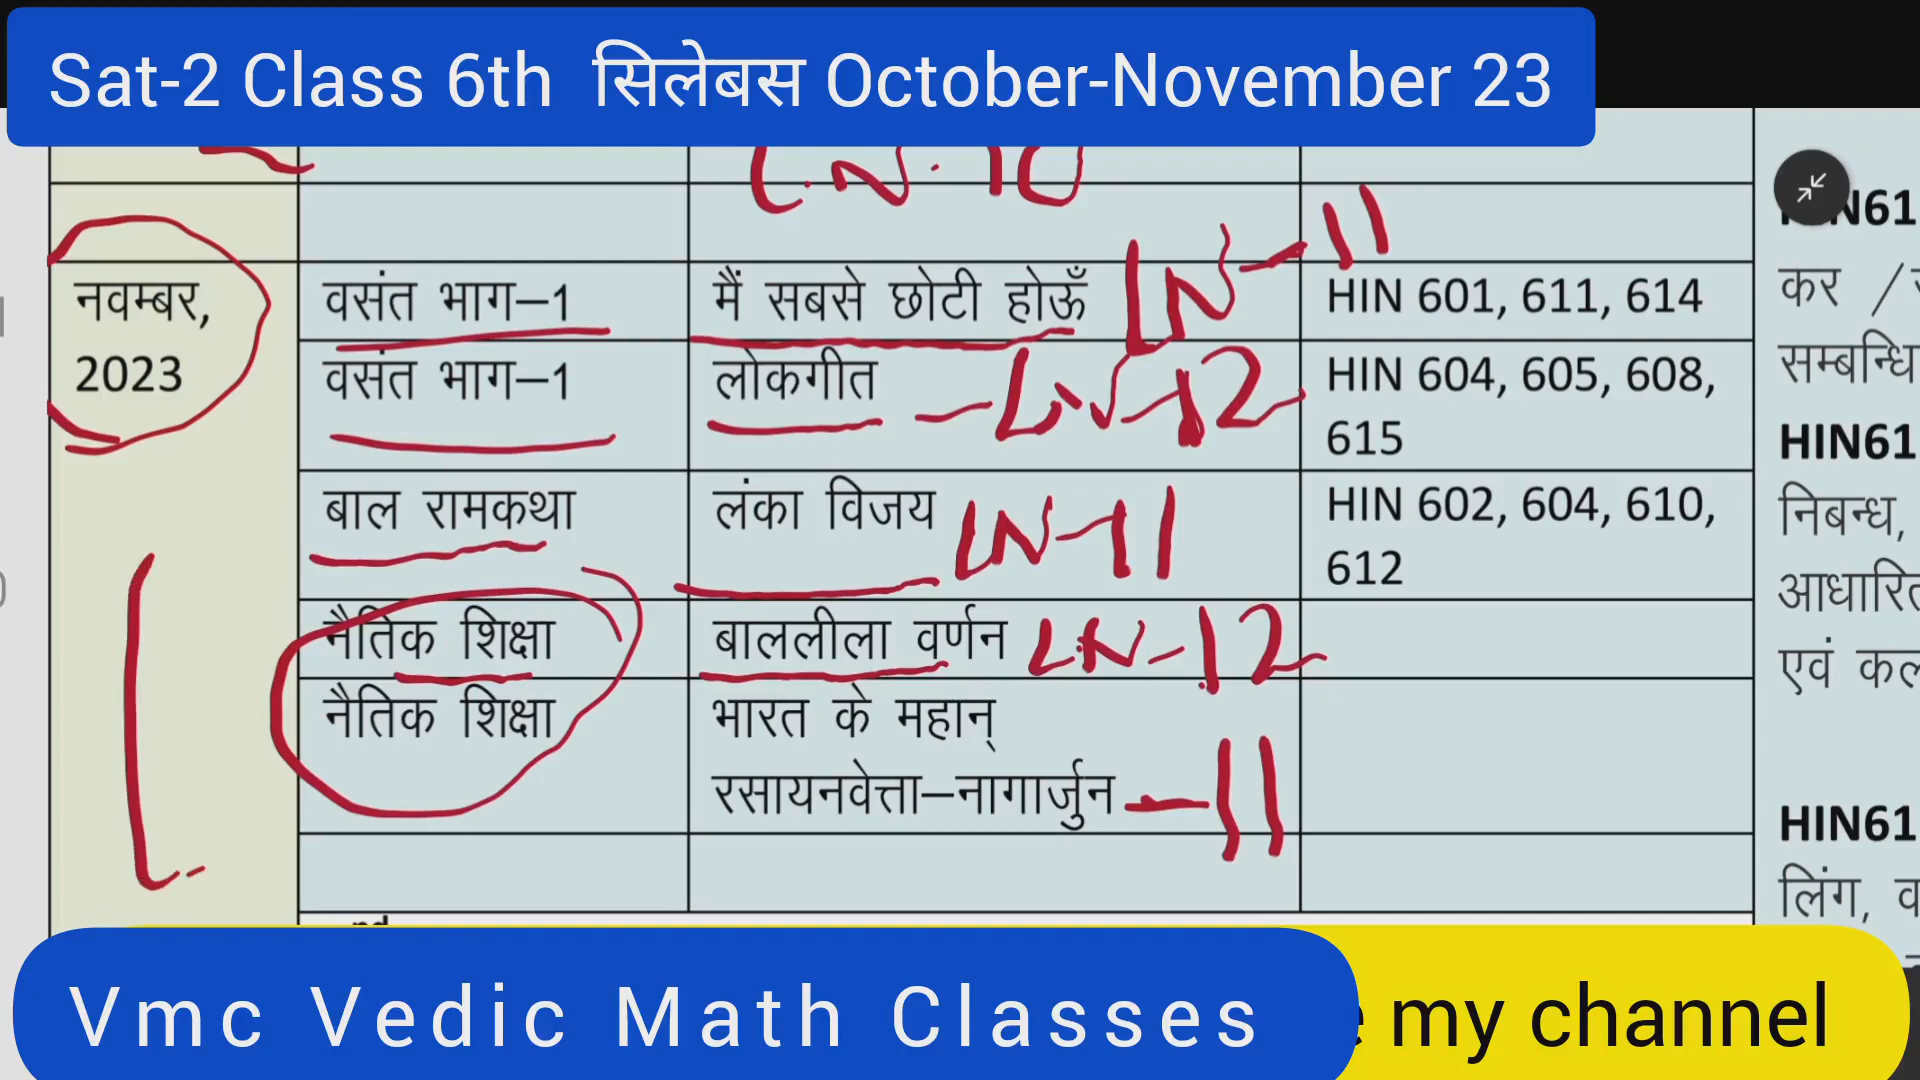 Sat-2 Class 6th सिलेबस October-November 23
LN.10
HIN61
नवम्बर, वसंत भाग–1 मैं सबसे छोटी होऊँ LN-11 HIN 601, 611, 614
कर /
2023 वसंत भाग–1 लोकगीत -LN-12 HIN 604, 605, 608,
सम्बन्धि
615
HIN61
बाल रामकथा लंका विजय LN-11 HIN 602, 604, 610,
निबन्ध,
612
नैतिक शिक्षा बाललीला वर्णन LN-12
एवं कल
नैतिक शिक्षा भारत के महान्
रसायनवेत्ता–नागार्जुन -11
HIN61
लिंग, व
nd
Vmc Vedic Math Classes
my channel